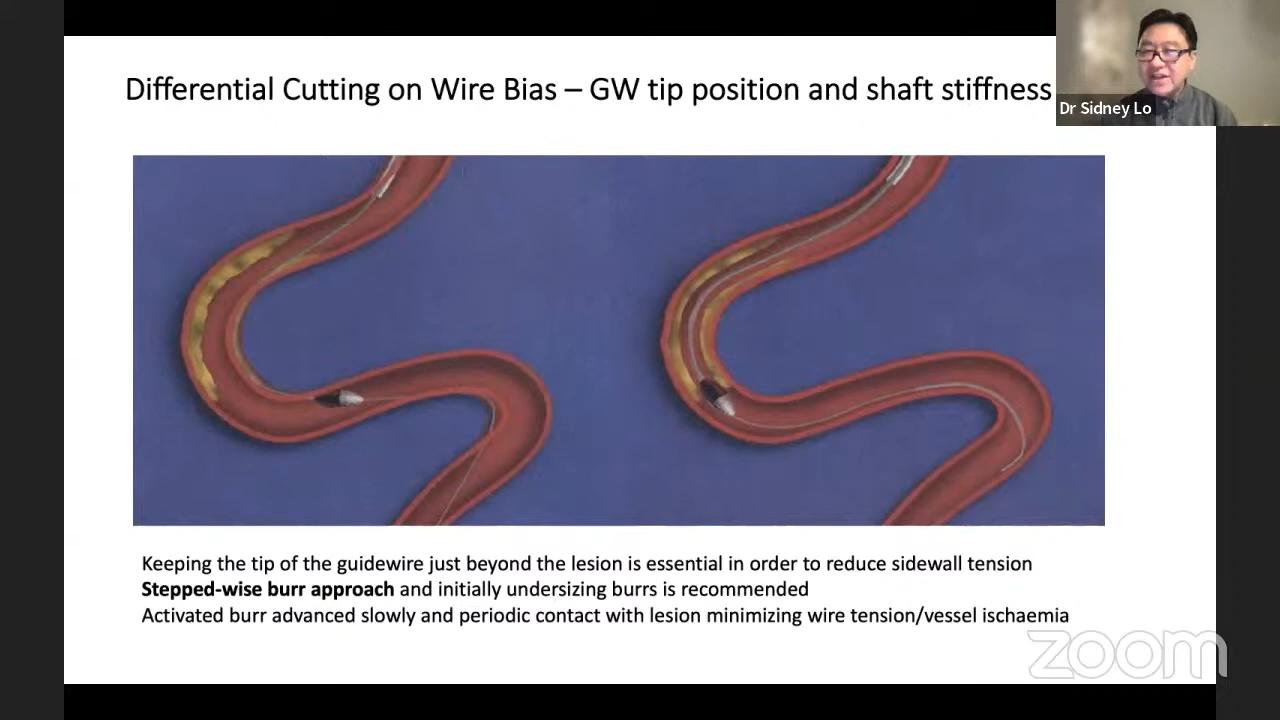 Differential Cutting on Wire Bias – GW tip position and shaft stiffness
Dr Sidney Lo
Keeping the tip of the guidewire just beyond the lesion is essential in order to reduce sidewall tension
Stepped-wise burr approach and initially undersizing burrs is recommended
Activated burr advanced slowly and periodic contact with lesion minimizing wire tension/vessel ischaemia
zoom